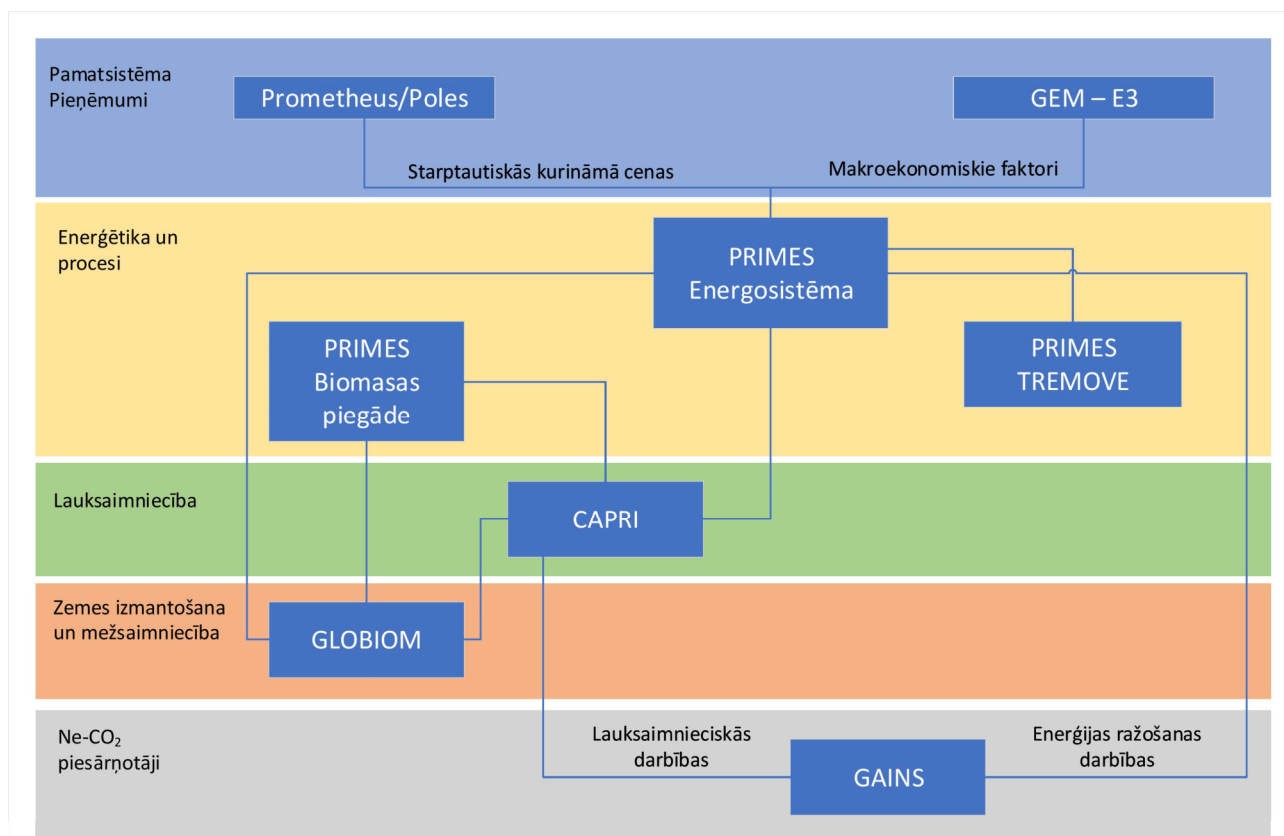 Pamatsistēma
Pieņēmumi
Prometheus/Poles
GEM – E3
Starptautiskās kurināmā cenas
Makroekonomiskie faktori
Enerģētika un
procesi
PRIMES
Energosistēma
PRIMES
Biomasas
piegāde
PRIMES
TREMOVE
Lauksaimniecība
CAPRI
Zemes izmantošana
un mežsaimniecība
GLOBIOM
Ne-CO₂
piesārņotāji
Lauksaimnieciskās
darbības
GAINS
Enerģijas ražošanas
darbības